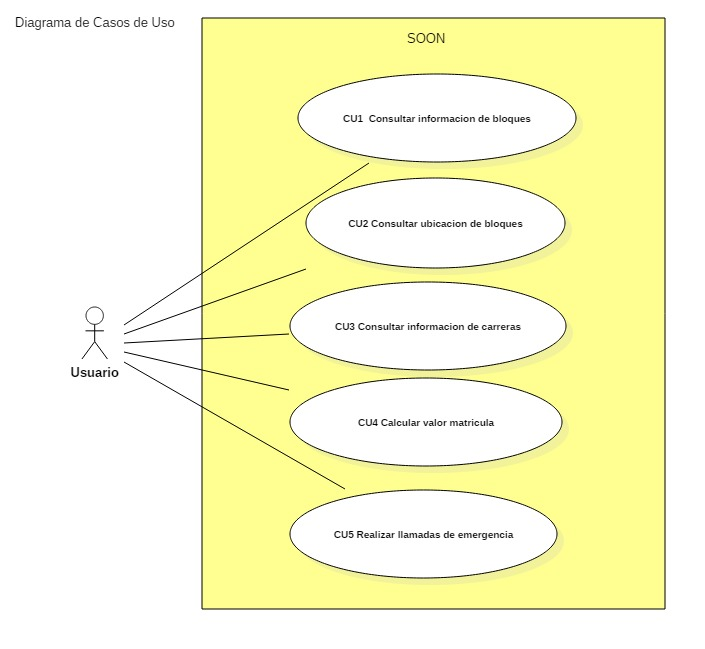 Diagrama de Casos de Uso
SOON
CU1  Consultar informacion de bloques
CU2 Consultar ubicacion de bloques
CU3 Consultar informacion de carreras
Usuario
CU4 Calcular valor matricula
CU5 Realizar llamadas de emergencia